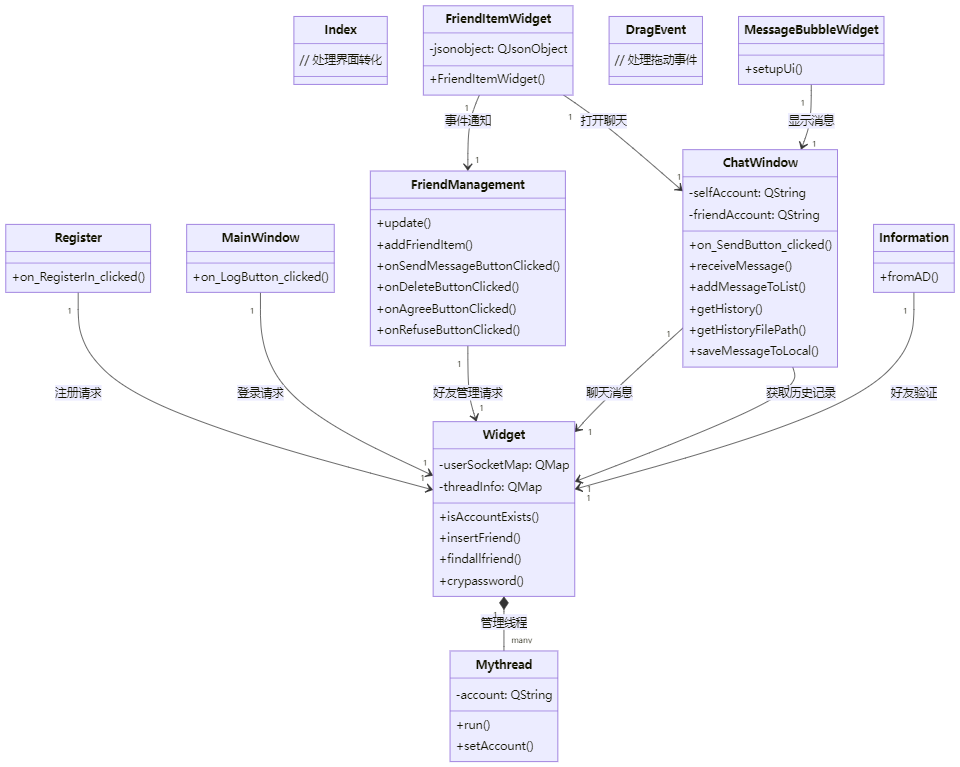 Index
// 处理界面转化
FriendItemWidget
-jsonobject: QJsonObject
+FriendItemWidget()
DragEvent
// 处理拖动事件
MessageBubbleWidget
+setupUi()
1
事件通知
1
1
打开聊天
1
1
显示消息
1
FriendManagement
+update()
+addFriendItem()
+onSendMessageButtonClicked()
+onDeleteButtonClicked()
+onAgreeButtonClicked()
+onRefuseButtonClicked()
ChatWindow
-selfAccount: QString
-friendAccount: QString
+on_SendButton_clicked()
+receiveMessage()
+addMessageToList()
+getHistory()
+getHistoryFilePath()
+saveMessageToLocal()
Register
+on_RegisterIn_clicked()
MainWindow
+on_LogButton_clicked()
Information
+fromAD()
1
注册请求
1
1
登录请求
1
1
好友管理请求
1
1
聊天消息
1
获取历史记录
1
1
好友验证
1
Widget
-userSocketMap: QMap
-threadInfo: QMap
+isAccountExists()
+insertFriend()
+findallfriend()
+crypassword()
1
管理线程
many
Mythread
-account: QString
+run()
+setAccount()